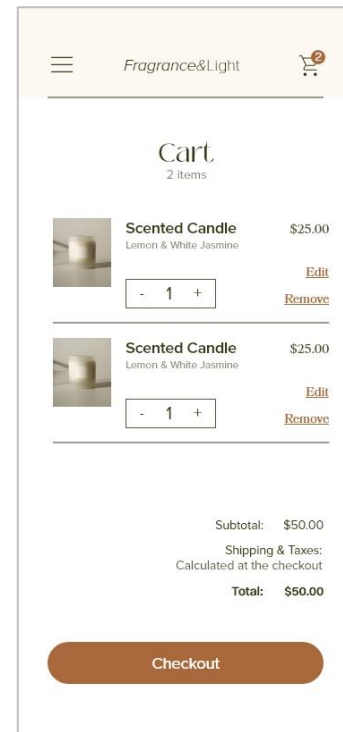 Fragrance&Light
2
Cart
2 items
Scented Candle $25.00
Lemon & White Jasmine
Edit
- 1 + Remove
Scented Candle $25.00
Lemon & White Jasmine
Edit
- 1 + Remove
Subtotal: $50.00
Shipping & Taxes:
Calculated at the checkout
Total: $50.00
Checkout